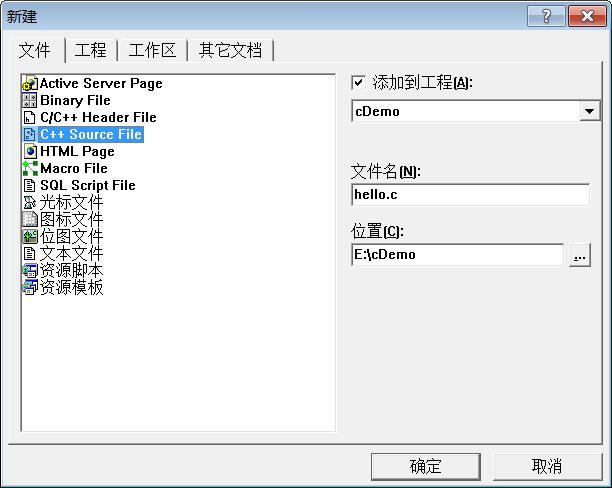 新建
文件 工程 工作区 其它文档
Active Server Page
Binary File
C/C++ Header File
C++ Source File
HTML Page
Macro File
SQL Script File
光标文件
图标文件
位图文件
文本文件
资源脚本
资源模板
添加到工程(A):
cDemo
文件名(N):
hello.c
位置(C):
E:\cDemo
...
确定 取消